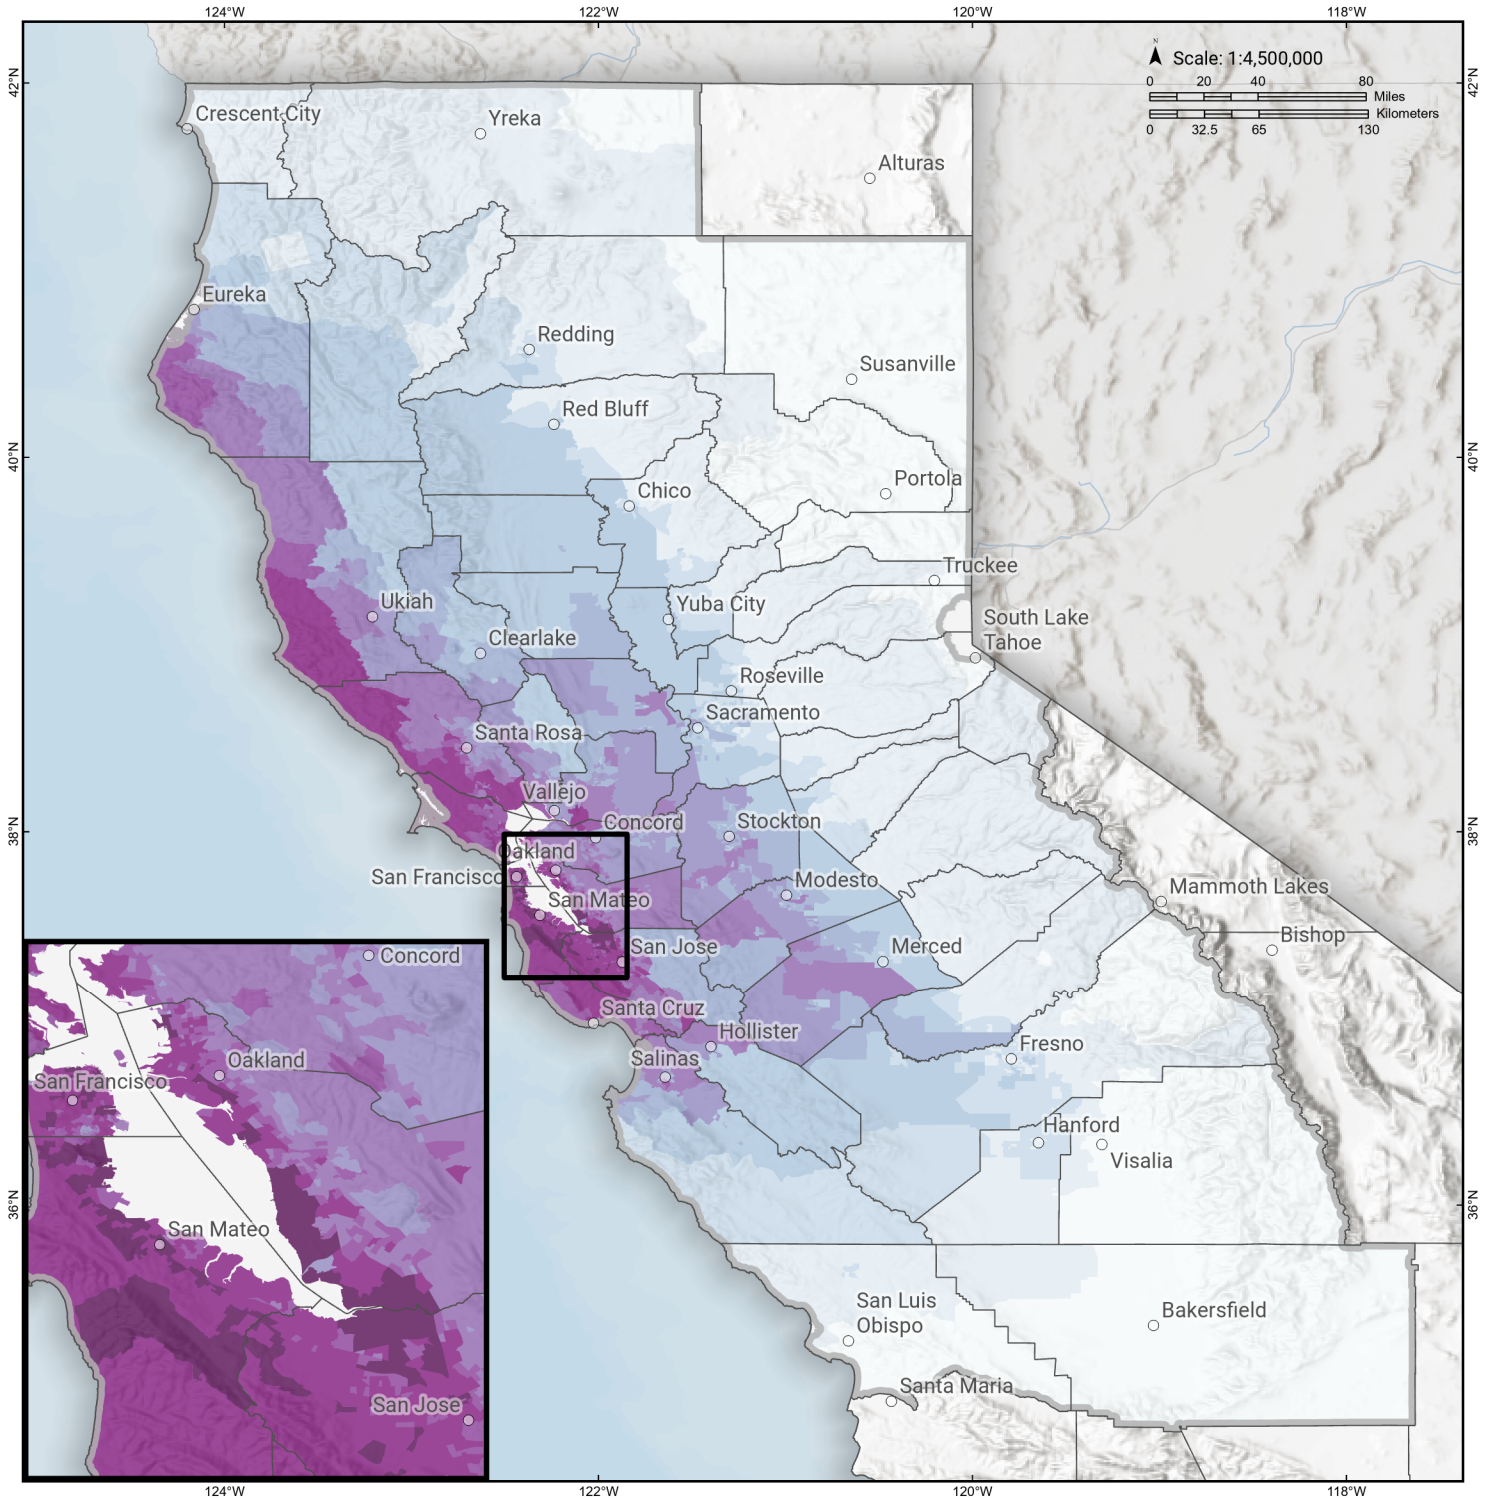 124°W
122°W
120°W
118°W
42°N
42°N
N
Scale: 1:4,500,000
0
20
40
80
Miles
Kilometers
0
32.5
65
130
Crescent City
Yreka
Alturas
Eureka
Redding
Susanville
Red Bluff
40°N
40°N
Portola
Chico
Truckee
Ukiah
Yuba City
South Lake
Tahoe
Clearlake
Roseville
Sacramento
Santa Rosa
Vallejo
38°N
38°N
Concord
Stockton
Oakland
San Francisco
Modesto
Mammoth Lakes
San Mateo
Bishop
San Jose
Merced
Concord
Santa Cruz
Hollister
Fresno
Salinas
Oakland
San Francisco
Hanford
Visalia
36°N
36°N
San Mateo
San Luis
Obispo
Bakersfield
Santa Maria
San Jose
124°W
122°W
120°W
118°W